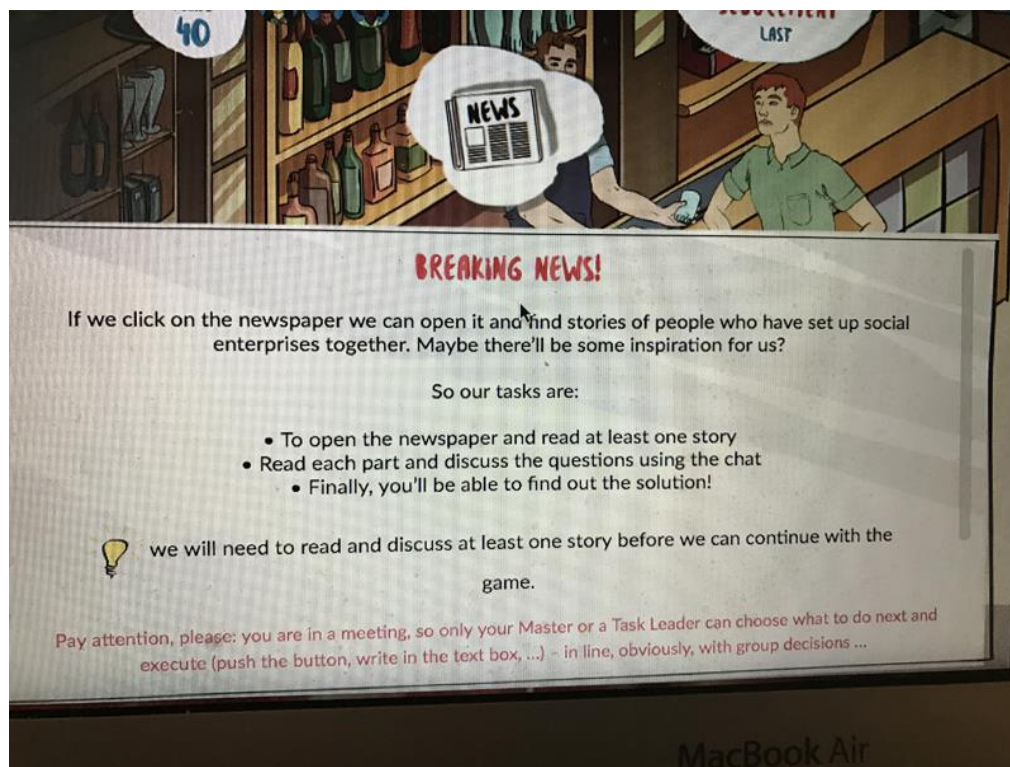 40
LAST
NEWS
BREAKING NEWS!
If we click on the newspaper we can open it and find stories of people who have set up social
enterprises together. Maybe there'll be some inspiration for us?
So our tasks are:
• To open the newspaper and read at least one story
• Read each part and discuss the questions using the chat
• Finally, you'll be able to find out the solution!
we will need to read and discuss at least one story before we can continue with the
game.
Pay attention, please: you are in a meeting, so only your Master or a Task Leader can choose what to do next and
execute (push the button, write in the text box, ...) - in line, obviously, with group decisions ...
MacBook Air